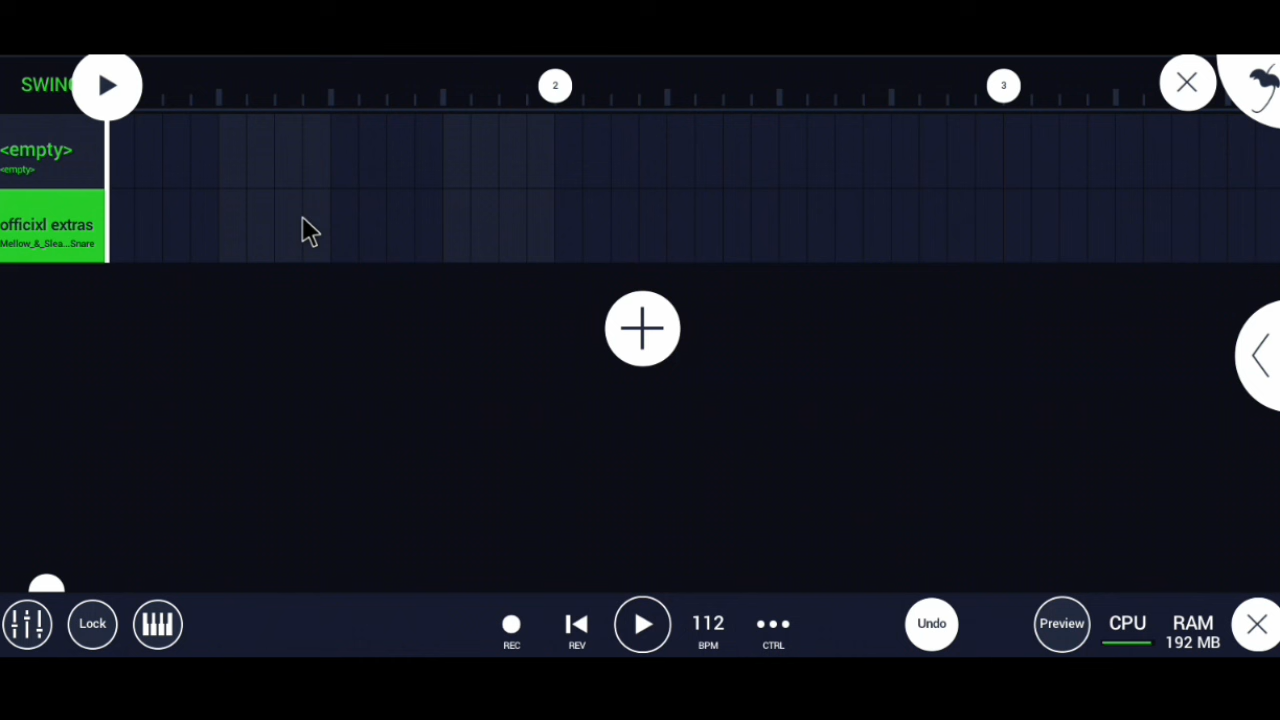 SWING
2
3
<empty>
<empty>
officixl extras
Mellow_&_Slea...Snare
Lock
REC
REV
112
BPM
CTRL
Undo
Preview
CPU
RAM
192 MB